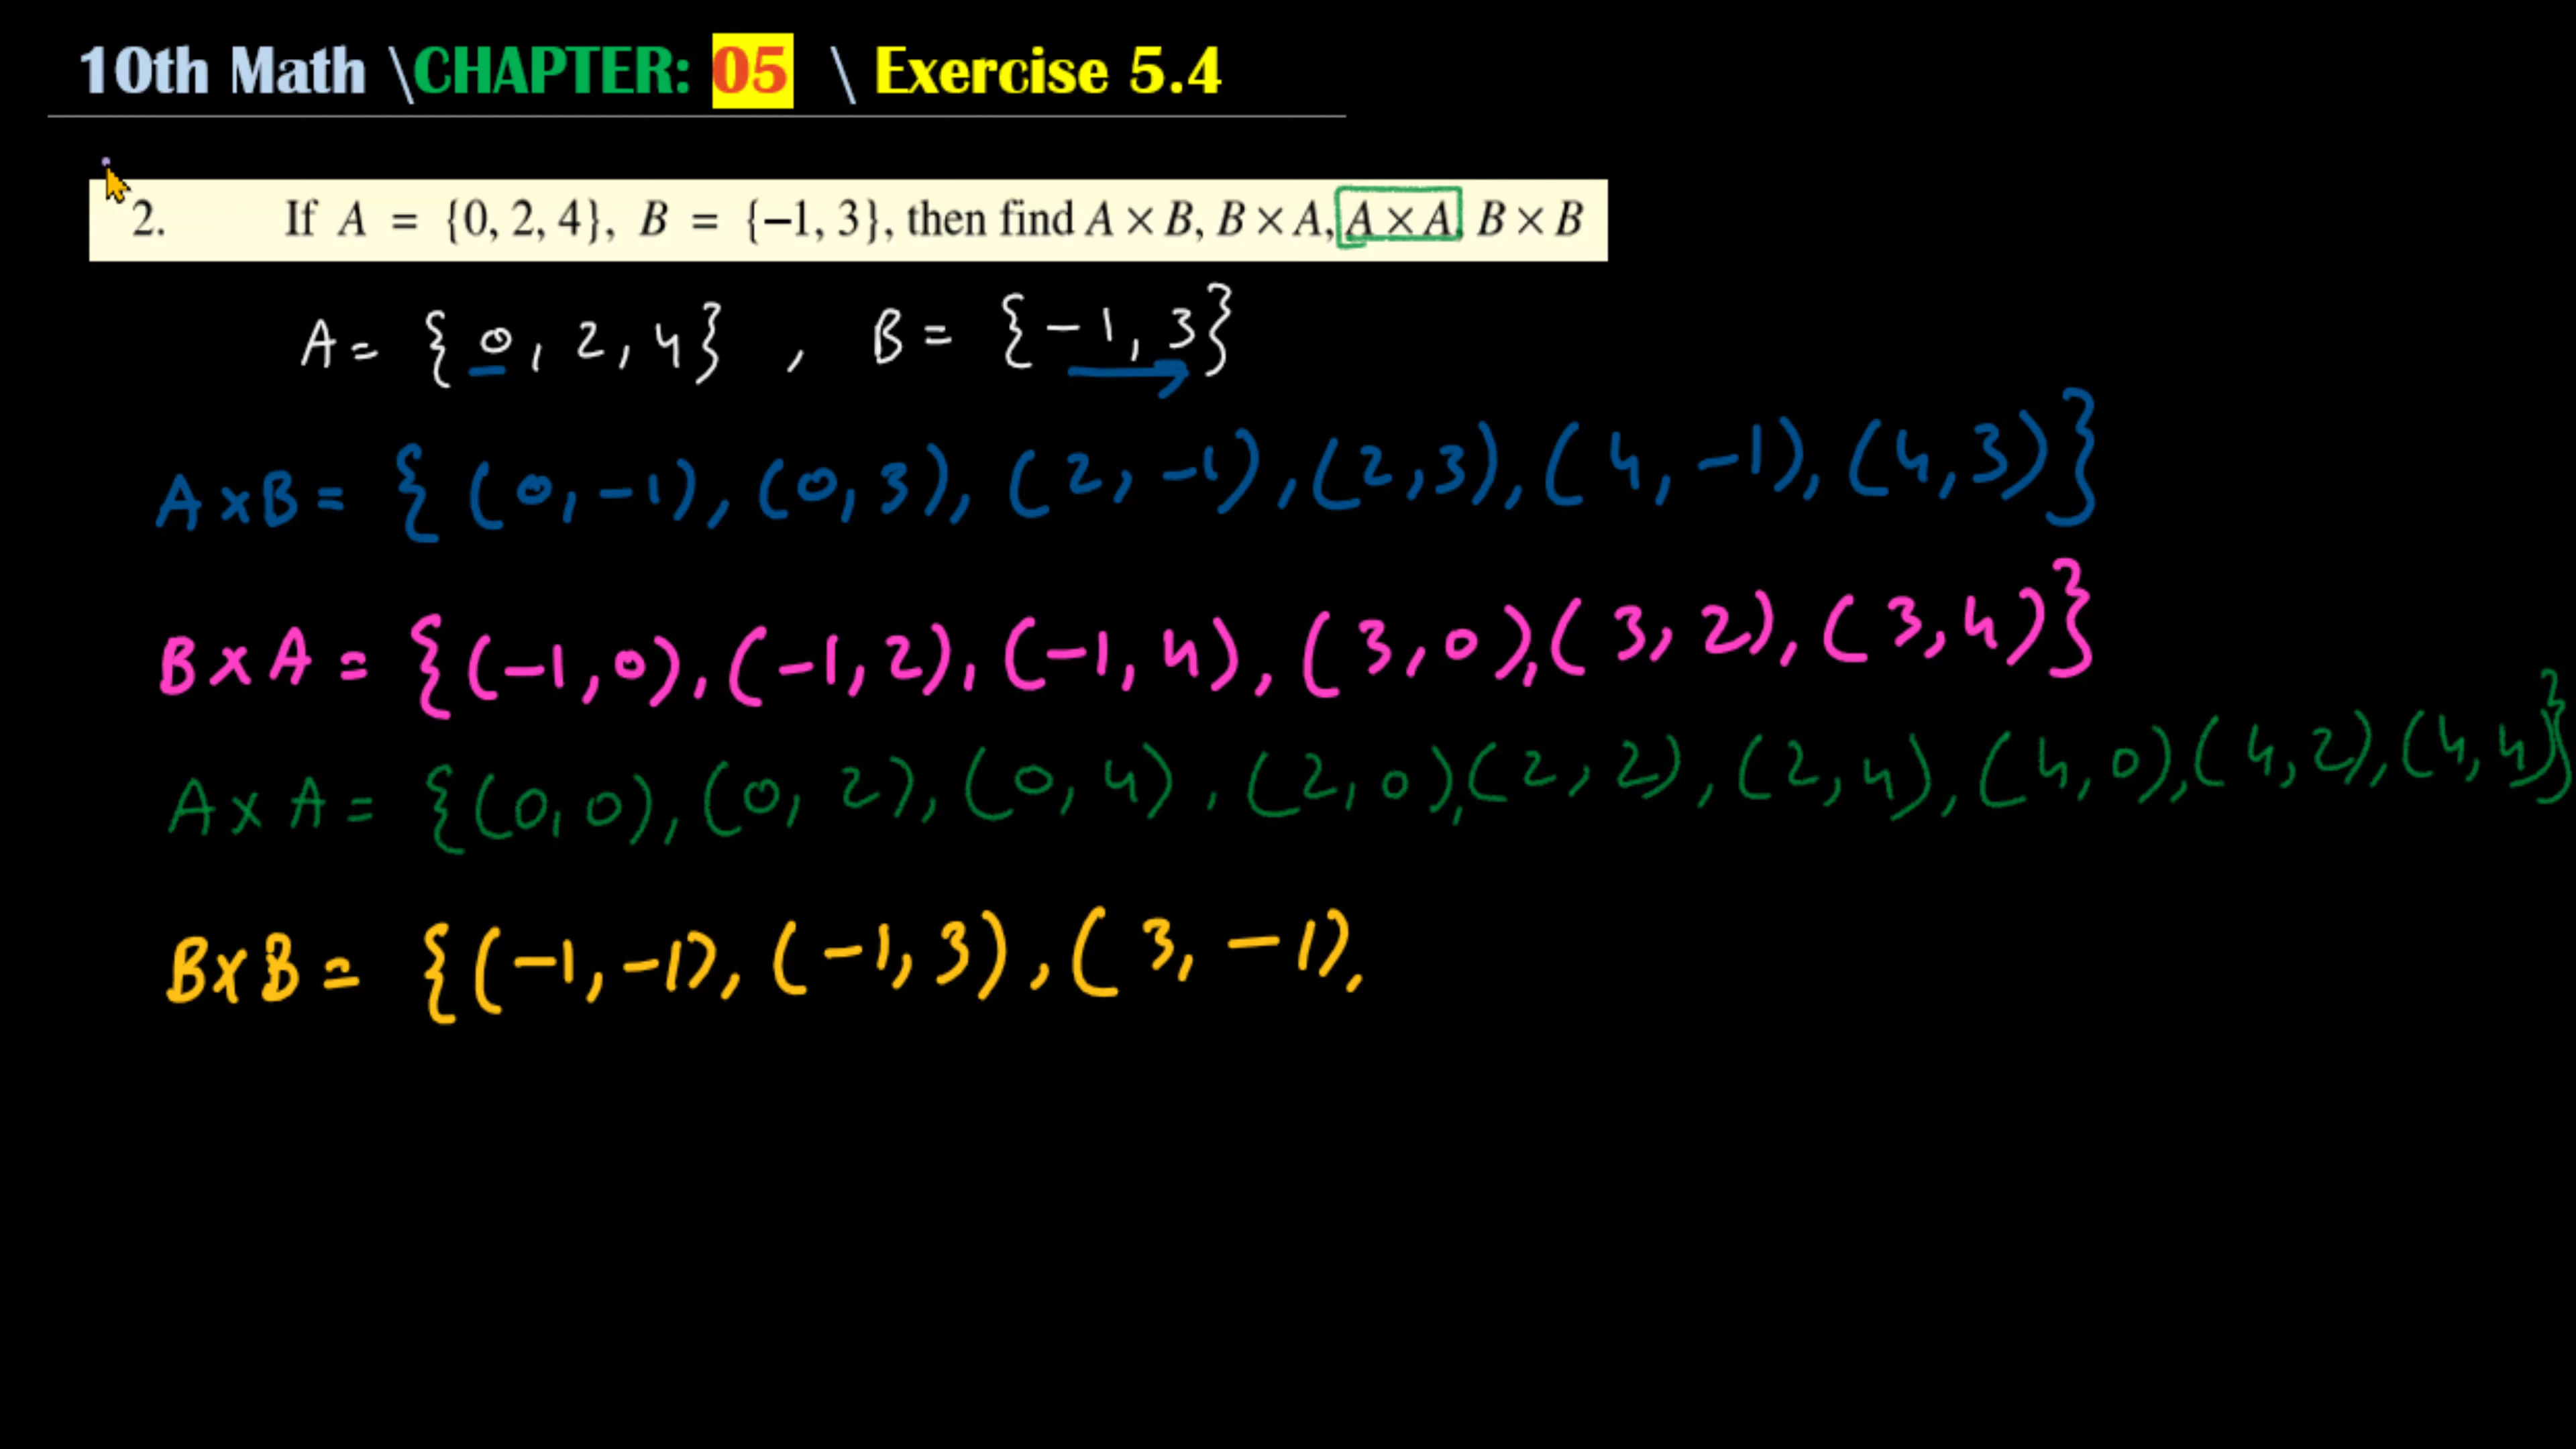 10th Math \CHAPTER: 05 \ Exercise 5.4
2. If A = {0, 2, 4}, B = {−1, 3}, then find A × B, B × A, A × A, B × B
A = {0, 2, 4} , B = {-1, 3}
A×B = {(0, -1), (0, 3), (2, -1), (2, 3), (4, -1), (4, 3)}
B×A = {(-1, 0), (-1, 2), (-1, 4), (3, 0), (3, 2), (3, 4)}
A×A = {(0, 0), (0, 2), (0, 4), (2, 0), (2, 2), (2, 4), (4, 0), (4, 2), (4, 4)}
B×B = {(-1, -1), (-1, 3), (3, -1),